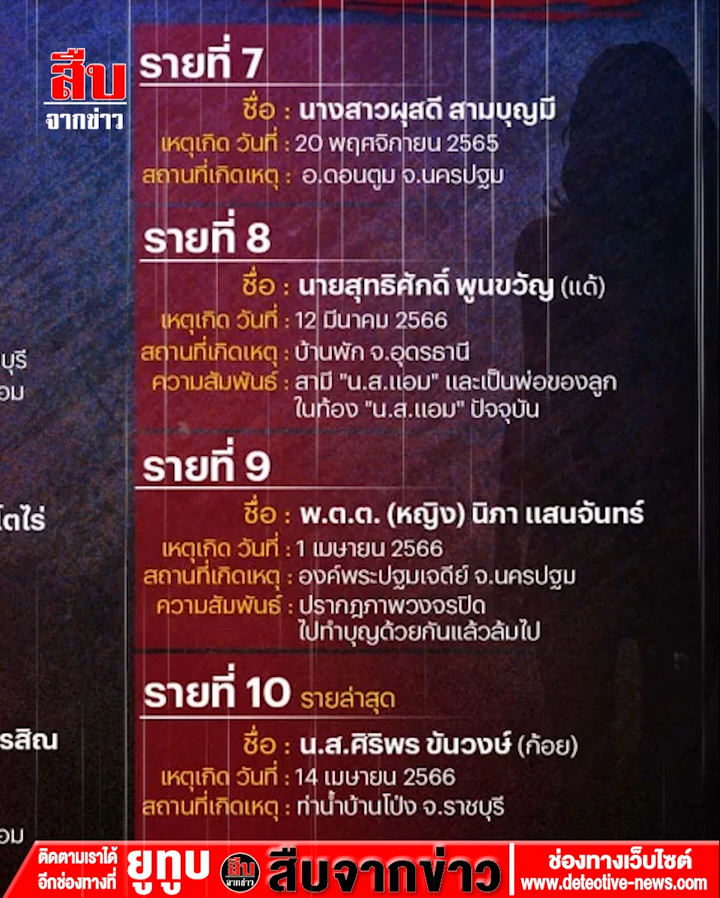 สืบ
จากข่าว
รายที่ 7
ชื่อ : นางสาวผุสดี สามบุญมี
เหตุเกิด วันที่ : 20 พฤศจิกายน 2565
สถานที่เกิดเหตุ : อ.ดอนตูม จ.นครปฐม
รายที่ 8
ชื่อ : นายสุทธิศักดิ์ พูนขวัญ (แด้)
เหตุเกิด วันที่ : 12 มีนาคม 2566
สถานที่เกิดเหตุ : บ้านพัก จ.อุดรธานี
ความสัมพันธ์ : สามี "น.ส.แอม" และเป็นพ่อของลูก
ในท้อง "น.ส.แอม" ปัจจุบัน
บุรี
อม
รายที่ 9
ชื่อ : พ.ต.ต. (หญิง) นิภา แสนจันทร์
โตไร่
เหตุเกิด วันที่ : 1 เมษายน 2566
สถานที่เกิดเหตุ : องค์พระปฐมเจดีย์ จ.นครปฐม
ความสัมพันธ์ : ปรากฏภาพวงจรปิด
ไปทำบุญด้วยกันแล้วล้มไป
รายที่ 10 รายล่าสุด
ชื่อ : น.ส.ศิริพร ขันวงษ์ (ก้อย)
รสิณ
เหตุเกิด วันที่ : 14 เมษายน 2566
สถานที่เกิดเหตุ : ท่าน้ำบ้านโป่ง จ.ราชบุรี
อม
ติดตามเราได้
อีกช่องทางที่
ยูทูบ
สืบ
จากข่าว
สืบจากข่าว
ช่องทางเว็บไซต์
www.detective-news.com